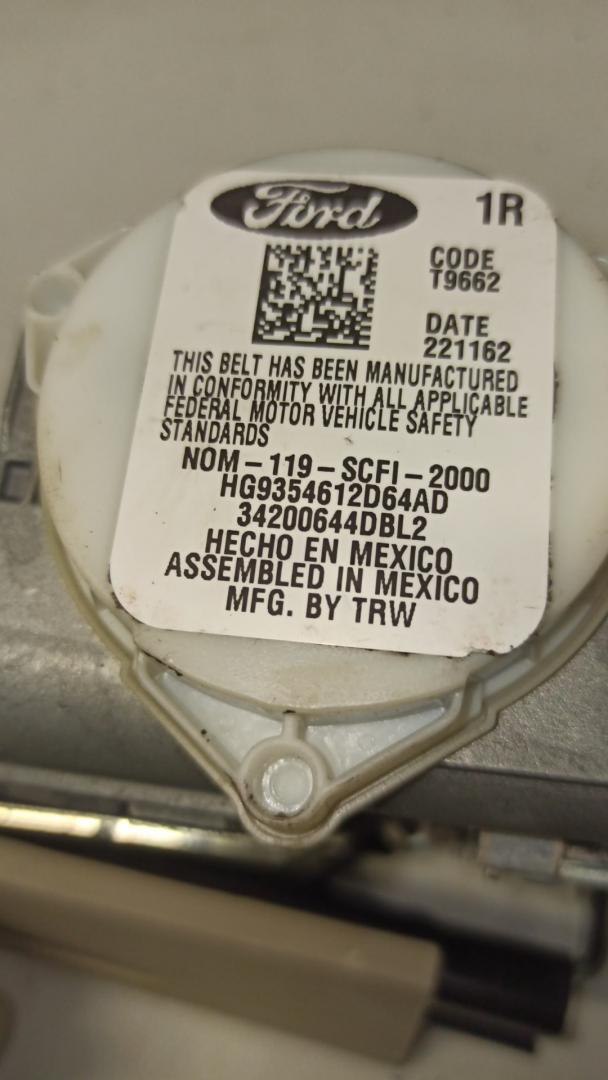 Ford
1R
CODE
T9662
DATE
221162
THIS BELT HAS BEEN MANUFACTURED
IN CONFORMITY WITH ALL APPLICABLE
FEDERAL MOTOR VEHICLE SAFETY
STANDARDS
NOM-119-SCFI-2000
HG9354612D64AD
34200644DBL2
HECHO EN MEXICO
ASSEMBLED IN MEXICO
MFG. BY TRW